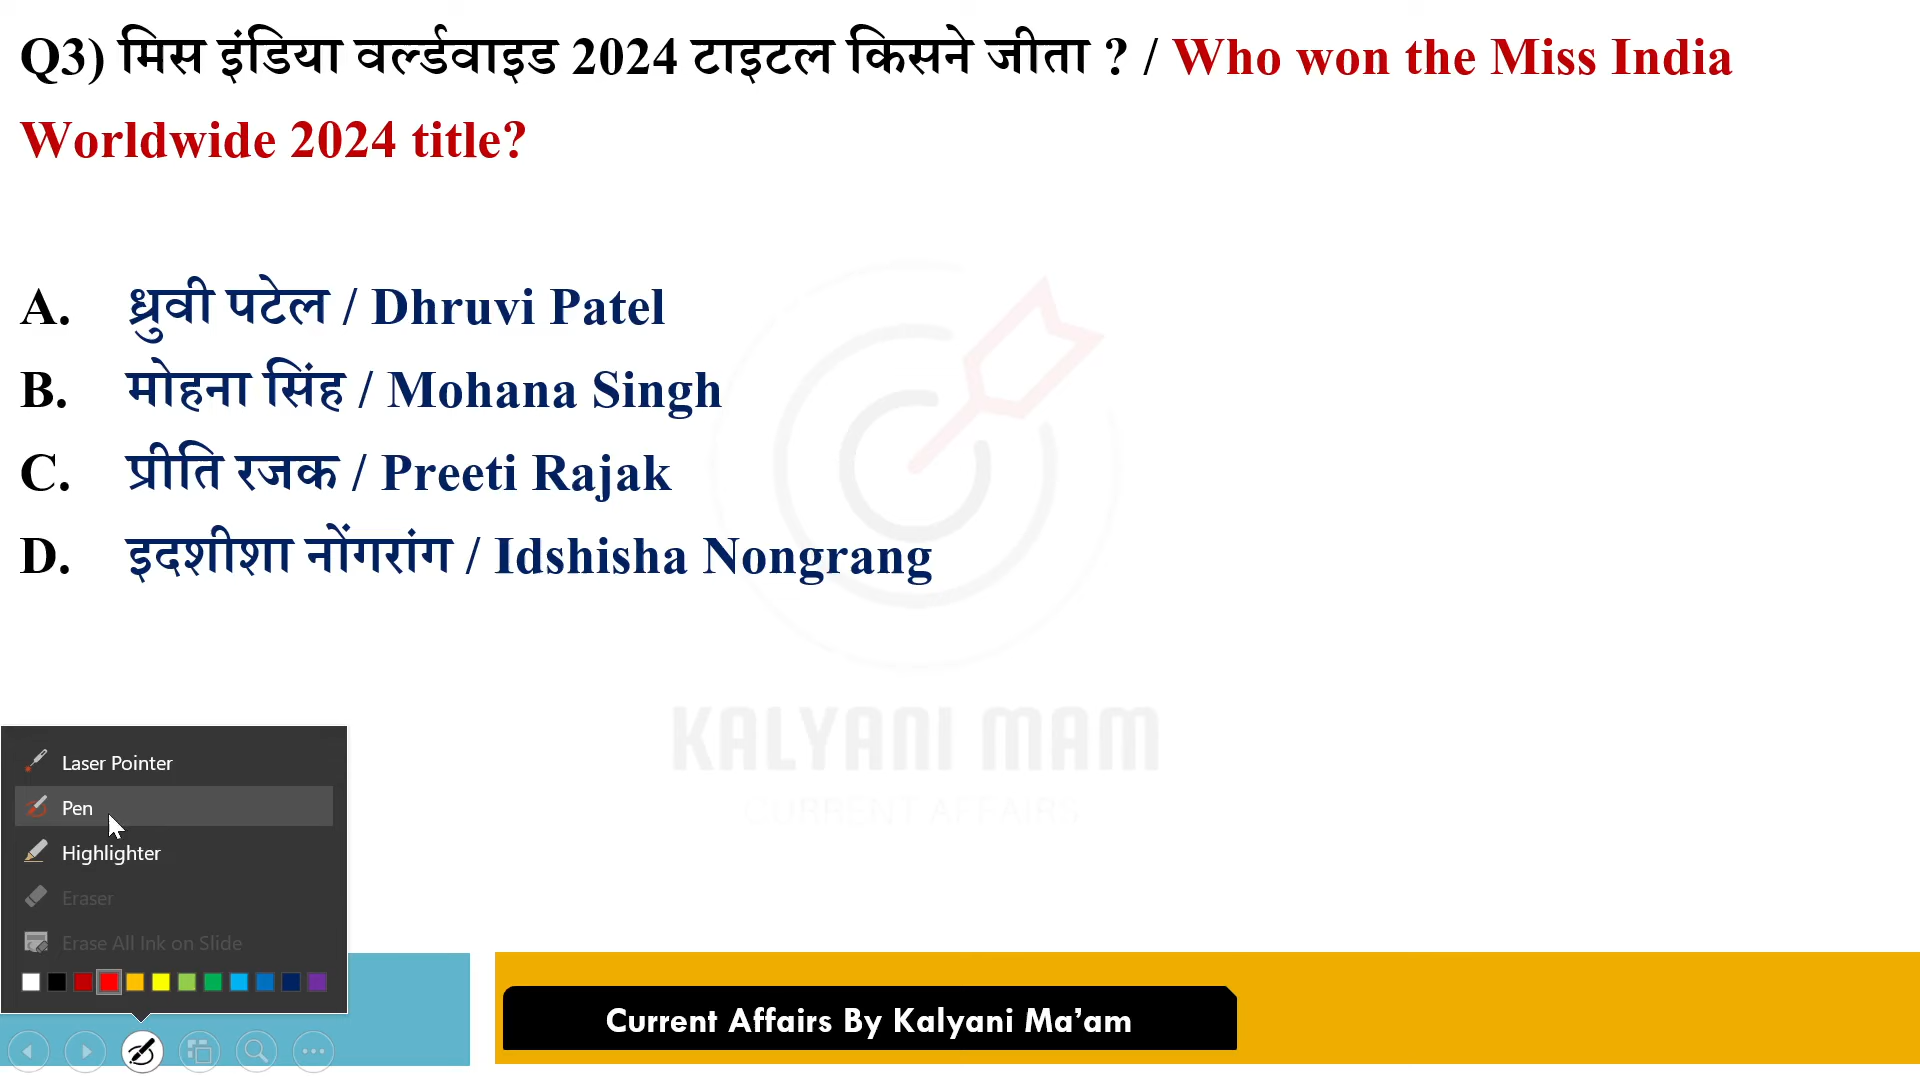 Q3) मिस इंडिया वर्ल्डवाइड 2024 टाइटल किसने जीता ? / Who won the Miss India
Worldwide 2024 title?
A. ध्रुवी पटेल / Dhruvi Patel
B. मोहना सिंह / Mohana Singh
C. प्रीति रजक / Preeti Rajak
D. इदशीशा नोंगरांग / Idshisha Nongrang
KALYANI MAM
CURRENT AFFAIRS
Laser Pointer
Pen
Highlighter
Eraser
Erase All Ink on Slide
Current Affairs By Kalyani Ma’am